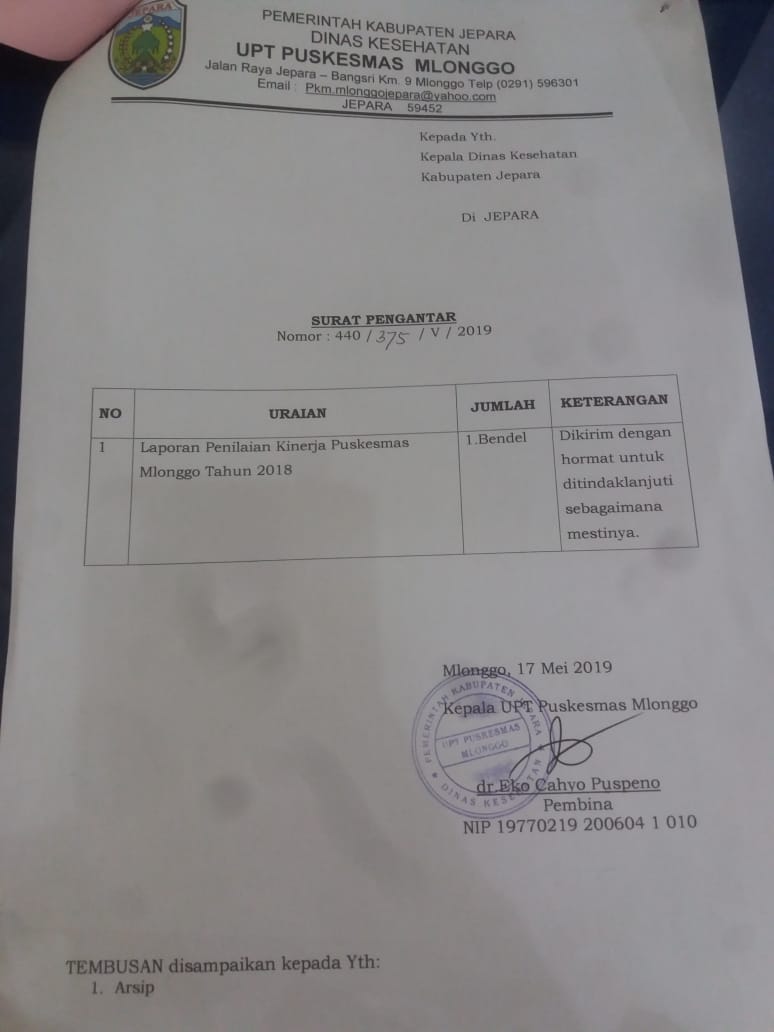 JEPARA
PEMERINTAH KABUPATEN JEPARA
DINAS KESEHATAN
UPT PUSKESMAS MLONGGO
Jalan Raya Jepara – Bangsri Km. 9 Mlonggo Telp (0291) 596301
Email : Pkm.mlonggojepara@yahoo.com
JEPARA 59452
Kepada Yth.
Kepala Dinas Kesehatan
Kabupaten Jepara
Di JEPARA
SURAT PENGANTAR
Nomor : 440 / 375 / V / 2019
NO URAIAN JUMLAH KETERANGAN
1 Laporan Penilaian Kinerja Puskesmas 1.Bendel Dikirim dengan
Mlonggo Tahun 2018 hormat untuk
ditindaklanjuti
sebagaimana
mestinya.
Mlonggo, 17 Mei 2019
Kepala UPT Puskesmas Mlonggo
PEMERINTAH KABUPATEN JEPARA
UPT PUSKESMAS
MLONGGO
DINAS KESEHATAN
dr.Eko Cahyo Puspeno
Pembina
NIP 19770219 200604 1 010
TEMBUSAN disampaikan kepada Yth:
1. Arsip